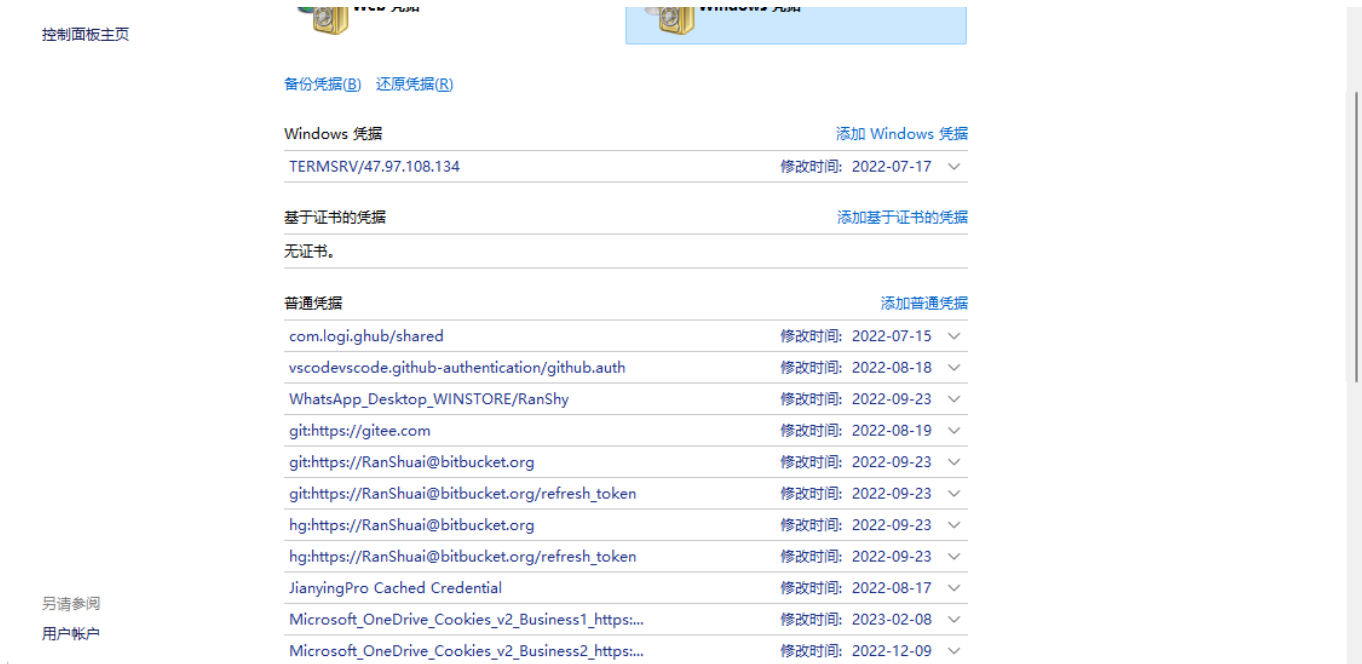 Web 凭据
Windows 凭据
控制面板主页
备份凭据(B) 还原凭据(R)
Windows 凭据 添加 Windows 凭据
TERMSRV/47.97.108.134 修改时间: 2022-07-17
基于证书的凭据 添加基于证书的凭据
无证书。
普通凭据 添加普通凭据
com.logi.ghub/shared 修改时间: 2022-07-15
vscodevscode.github-authentication/github.auth 修改时间: 2022-08-18
WhatsApp_Desktop_WINSTORE/RanShy 修改时间: 2022-09-23
git:https://gitee.com 修改时间: 2022-08-19
git:https://RanShuai@bitbucket.org 修改时间: 2022-09-23
git:https://RanShuai@bitbucket.org/refresh_token 修改时间: 2022-09-23
hg:https://RanShuai@bitbucket.org 修改时间: 2022-09-23
hg:https://RanShuai@bitbucket.org/refresh_token 修改时间: 2022-09-23
JianyingPro Cached Credential 修改时间: 2022-08-17
Microsoft_OneDrive_Cookies_v2_Business1_https:... 修改时间: 2023-02-08
Microsoft_OneDrive_Cookies_v2_Business2_https:... 修改时间: 2022-12-09
另请参阅
用户帐户